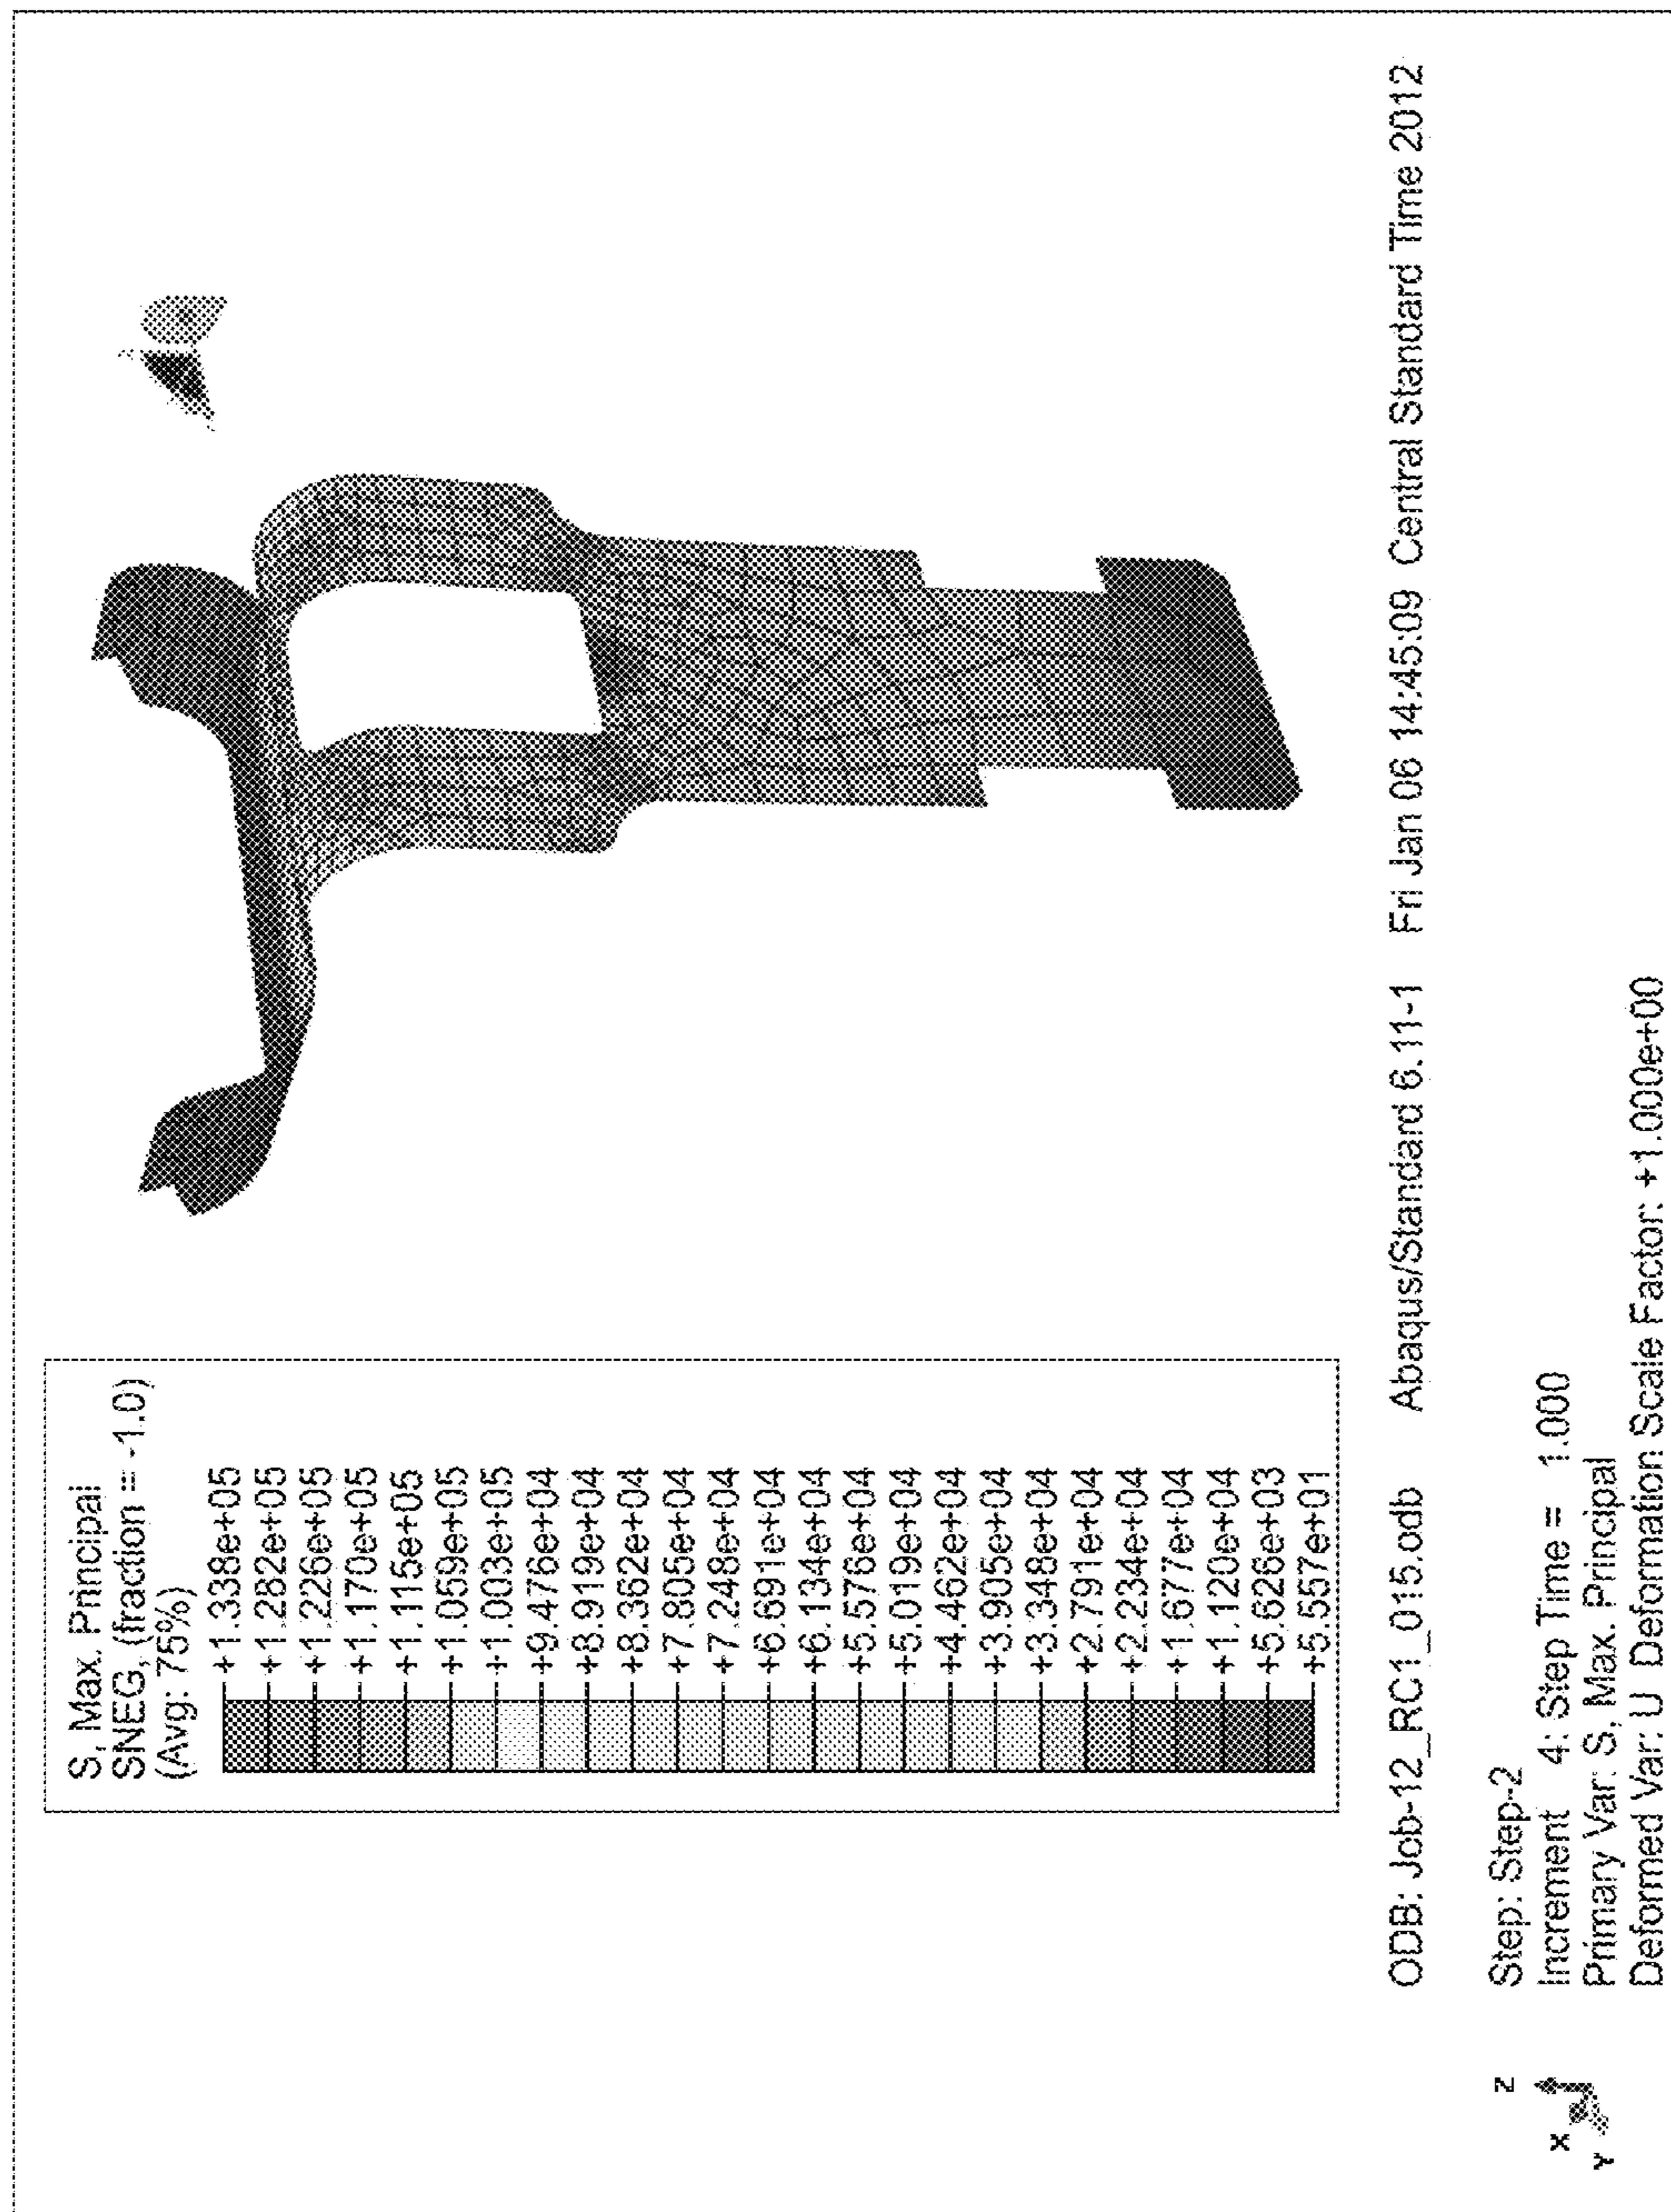 S, Max. Principal
SNEG, (fraction = -1.0)
(Avg: 75%)
+1.338e+05
+1.282e+05
+1.226e+05
+1.170e+05
+1.115e+05
+1.059e+05
+1.003e+05
+9.476e+04
+8.919e+04
+8.362e+04
+7.805e+04
+7.248e+04
+6.691e+04
+6.134e+04
+5.576e+04
+5.019e+04
+4.462e+04
+3.905e+04
+3.348e+04
+2.791e+04
+2.234e+04
+1.677e+04
+1.120e+04
+5.626e+03
+5.557e+01
ODB: Job-12_RC1_015.odb Abaqus/Standard 6.11-1 Fri Jan 06 14:45:09 Central Standard Time 2012
Z
X
Y
Step: Step-2
Increment 4: Step Time = 1.000
Primary Var: S, Max. Principal
Deformed Var: U Deformation Scale Factor: +1.000e+00